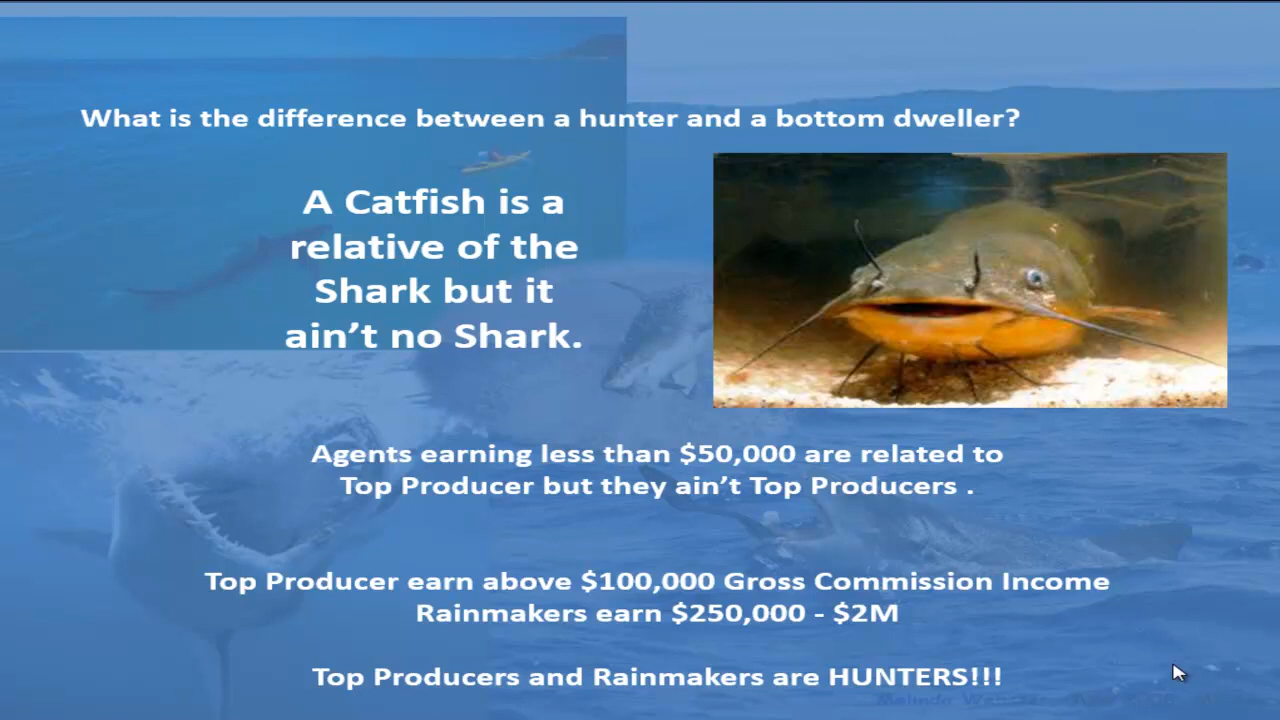 What is the difference between a hunter and a bottom dweller?
A Catfish is a
relative of the
Shark but it
ain’t no Shark.
Agents earning less than $50,000 are related to
Top Producer but they ain’t Top Producers .
Top Producer earn above $100,000 Gross Commission Income
Rainmakers earn $250,000 - $2M
Top Producers and Rainmakers are HUNTERS!!!